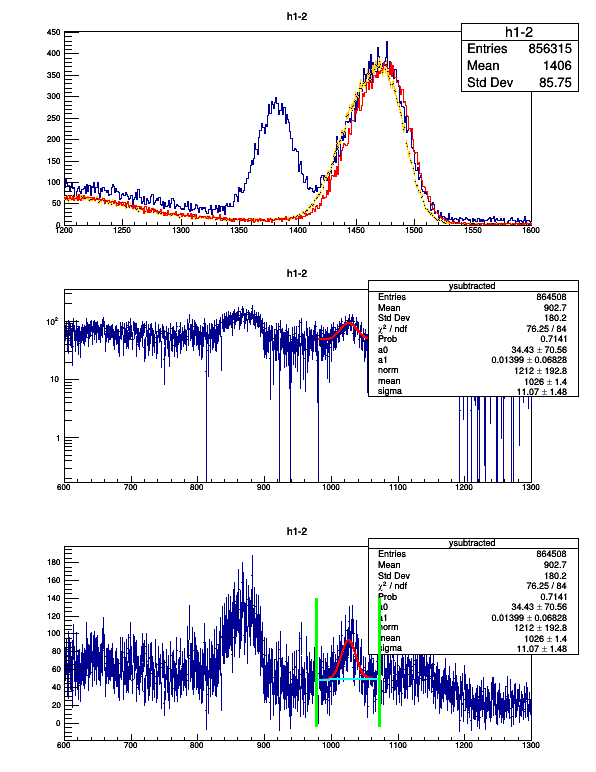 h1-2
h1-2
Entries 856315
Mean 1406
Std Dev 85.75
450
400
350
300
250
200
150
100
50
0
1200 1250 1300 1350 1400 1450 1500 1550 1600
h1-2
ysubtracted
Entries 864508
Mean 902.7
Std Dev 180.2
χ² / ndf 76.25 / 84
Prob 0.7141
a0 34.43 ± 70.56
a1 0.01399 ± 0.06828
norm 1212 ± 192.8
mean 1026 ± 1.4
sigma 11.07 ± 1.48
10²
10
1
600 700 800 900 1000 1100 1200 1300
h1-2
ysubtracted
Entries 864508
Mean 902.7
Std Dev 180.2
χ² / ndf 76.25 / 84
Prob 0.7141
a0 34.43 ± 70.56
a1 0.01399 ± 0.06828
norm 1212 ± 192.8
mean 1026 ± 1.4
sigma 11.07 ± 1.48
180
160
140
120
100
80
60
40
20
0
600 700 800 900 1000 1100 1200 1300